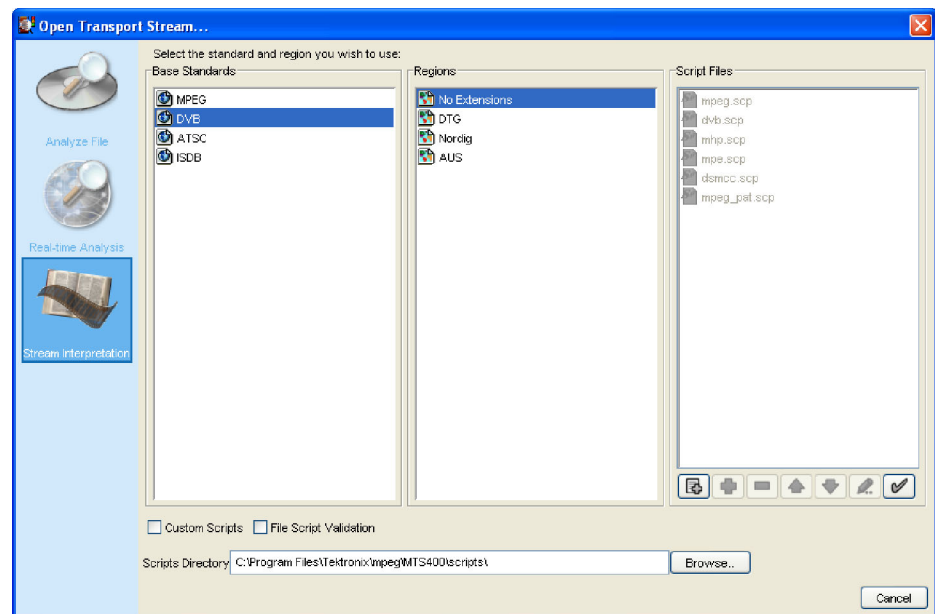 Open Transport Stream...
Select the standard and region you wish to use:
Analyze File
Real-time Analysis
Stream Interpretation
Base Standards
MPEG
DVB
ATSC
ISDB
Regions
No Extensions
DTG
Nordig
AUS
Script Files
mpeg.scp
dvb.scp
mhp.scp
mpe.scp
dsmcc.scp
mpeg_pat.scp
Custom Scripts File Script Validation
Scripts Directory C:\Program Files\Tektronix\mpeg\MTS400\scripts\ Browse..
Cancel